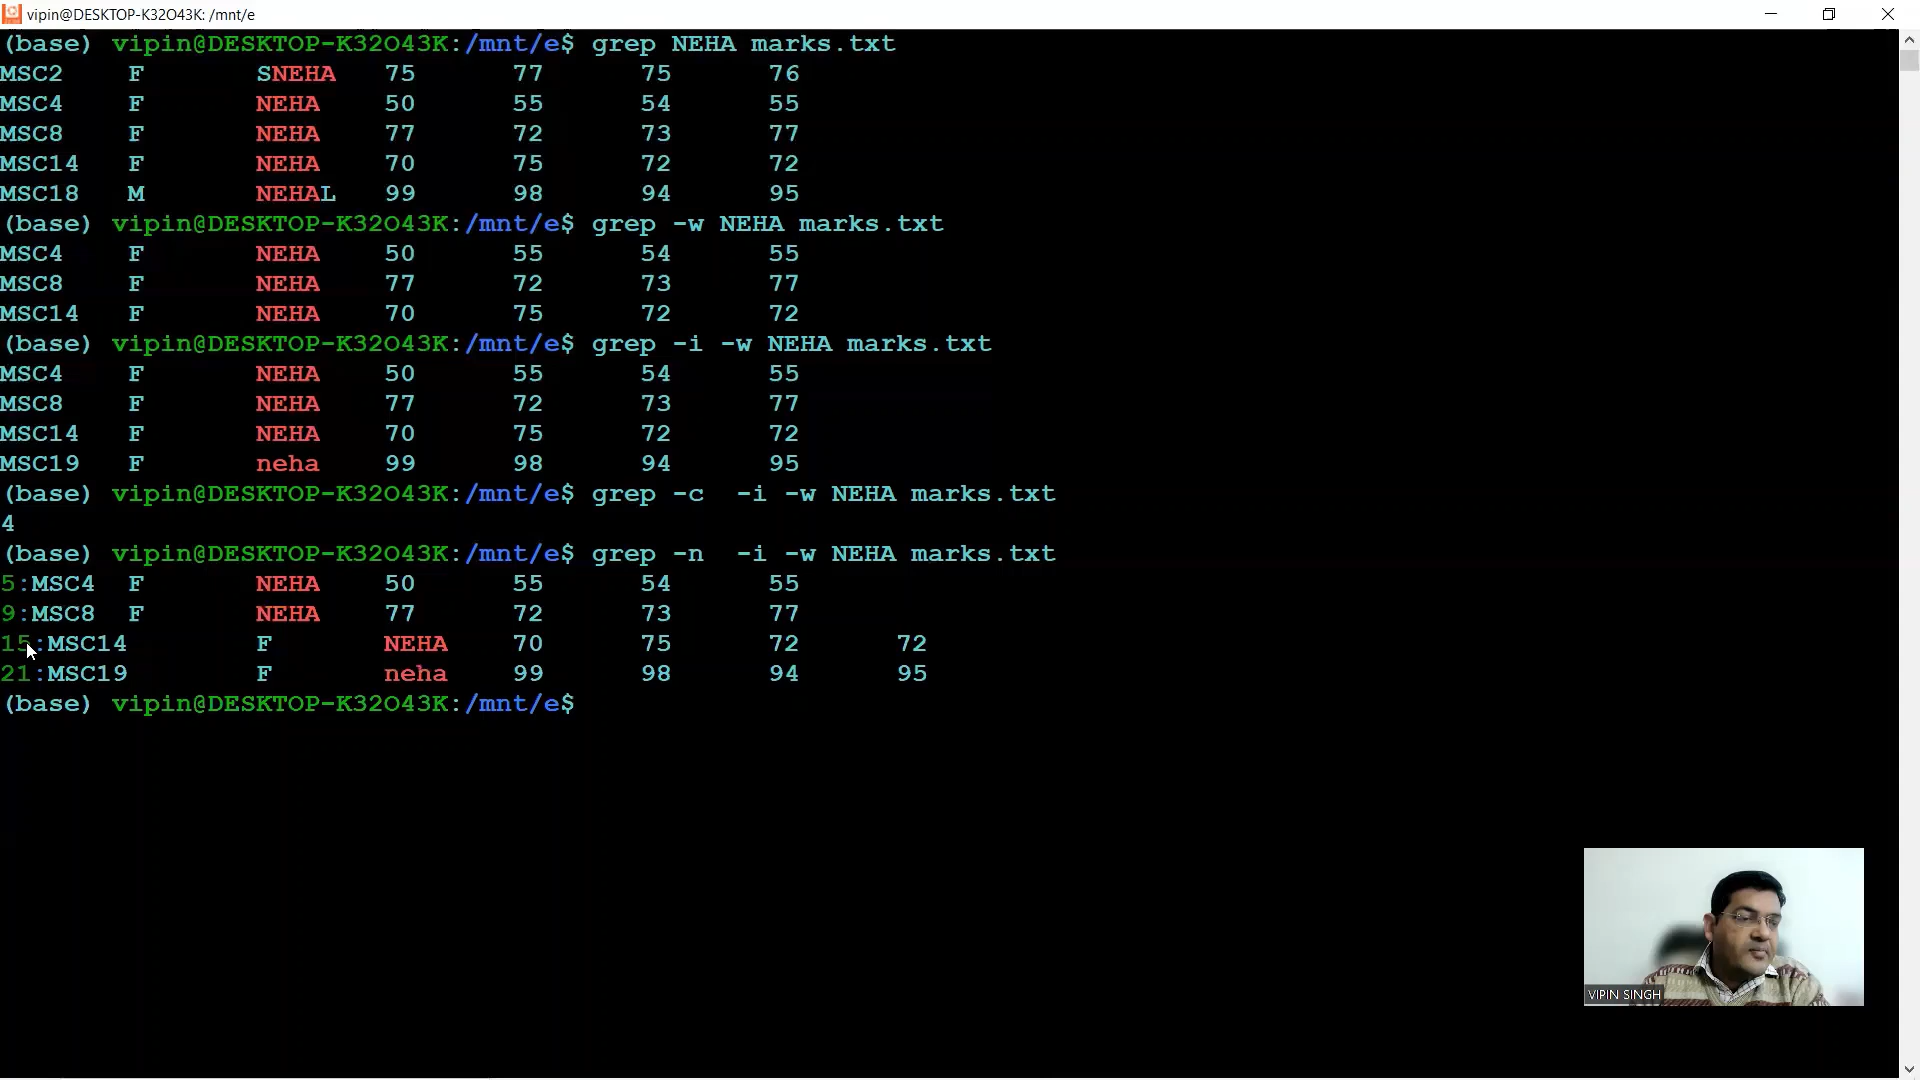 vipin@DESKTOP-K32O43K: /mnt/e
(base) vipin@DESKTOP-K32O43K:/mnt/e$ grep NEHA marks.txt
MSC2 F SNEHA 75 77 75 76
MSC4 F NEHA 50 55 54 55
MSC8 F NEHA 77 72 73 77
MSC14 F NEHA 70 75 72 72
MSC18 M NEHAL 99 98 94 95
(base) vipin@DESKTOP-K32O43K:/mnt/e$ grep -w NEHA marks.txt
MSC4 F NEHA 50 55 54 55
MSC8 F NEHA 77 72 73 77
MSC14 F NEHA 70 75 72 72
(base) vipin@DESKTOP-K32O43K:/mnt/e$ grep -i -w NEHA marks.txt
MSC4 F NEHA 50 55 54 55
MSC8 F NEHA 77 72 73 77
MSC14 F NEHA 70 75 72 72
MSC19 F neha 99 98 94 95
(base) vipin@DESKTOP-K32O43K:/mnt/e$ grep -c  -i -w NEHA marks.txt
4
(base) vipin@DESKTOP-K32O43K:/mnt/e$ grep -n  -i -w NEHA marks.txt
5:MSC4 F NEHA 50 55 54 55
9:MSC8 F NEHA 77 72 73 77
15:MSC14 F NEHA 70 75 72 72
21:MSC19 F neha 99 98 94 95
(base) vipin@DESKTOP-K32O43K:/mnt/e$
VIPIN SINGH